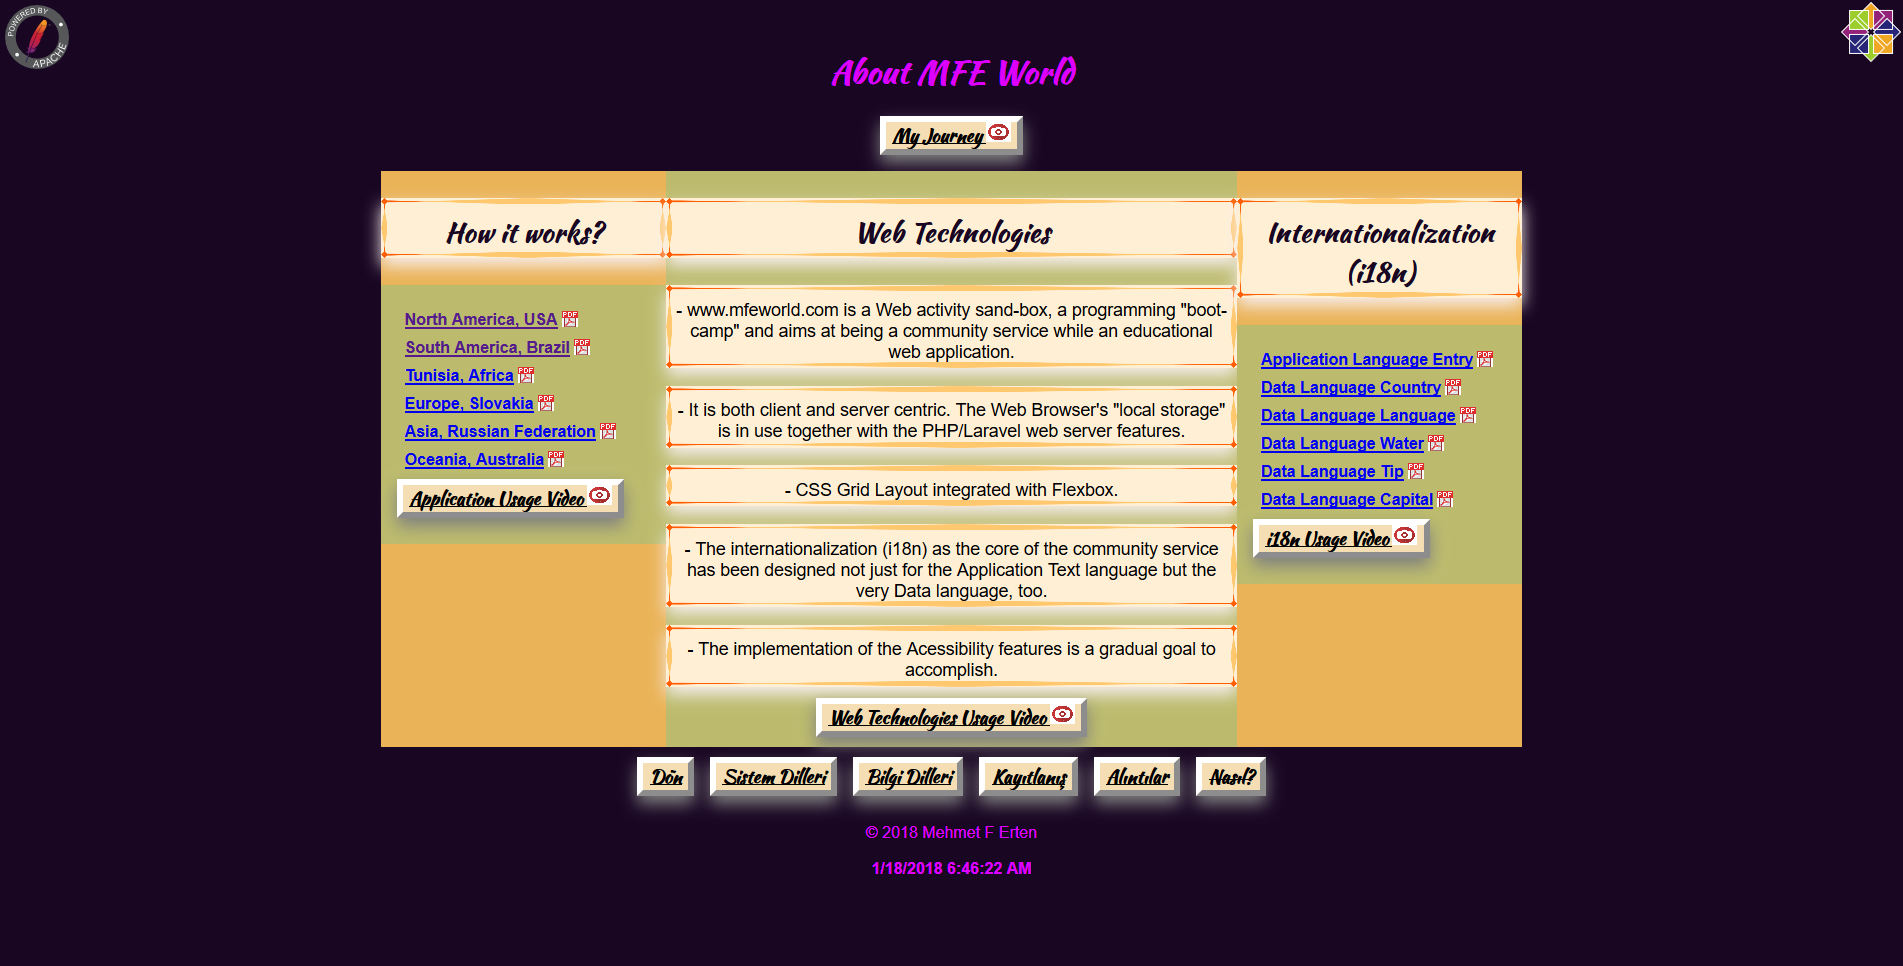 POWERED BY
APACHE
About MFE World
My Journey
How it works?
North America, USA
South America, Brazil
Tunisia, Africa
Europe, Slovakia
Asia, Russian Federation
Oceania, Australia
Application Usage Video
Web Technologies
- www.mfeworld.com is a Web activity sand-box, a programming "boot-
camp" and aims at being a community service while an educational
web application.
- It is both client and server centric. The Web Browser's "local storage"
is in use together with the PHP/Laravel web server features.
- CSS Grid Layout integrated with Flexbox.
- The internationalization (i18n) as the core of the community service
has been designed not just for the Application Text language but the
very Data language, too.
- The implementation of the Acessibility features is a gradual goal to
accomplish.
Web Technologies Usage Video
Internationalization
(i18n)
Application Language Entry
Data Language Country
Data Language Language
Data Language Water
Data Language Tip
Data Language Capital
i18n Usage Video
Dön Sistem Dilleri Bilgi Dilleri Kayıtlanış Alıntılar Nasıl?
© 2018 Mehmet F Erten
1/18/2018 6:46:22 AM